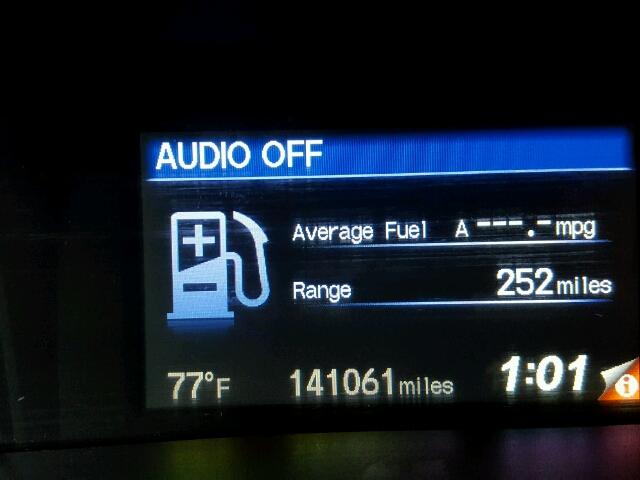 AUDIO OFF
Average Fuel A ---.- mpg
Range 252 miles
77°F 141061 miles 1:01 i